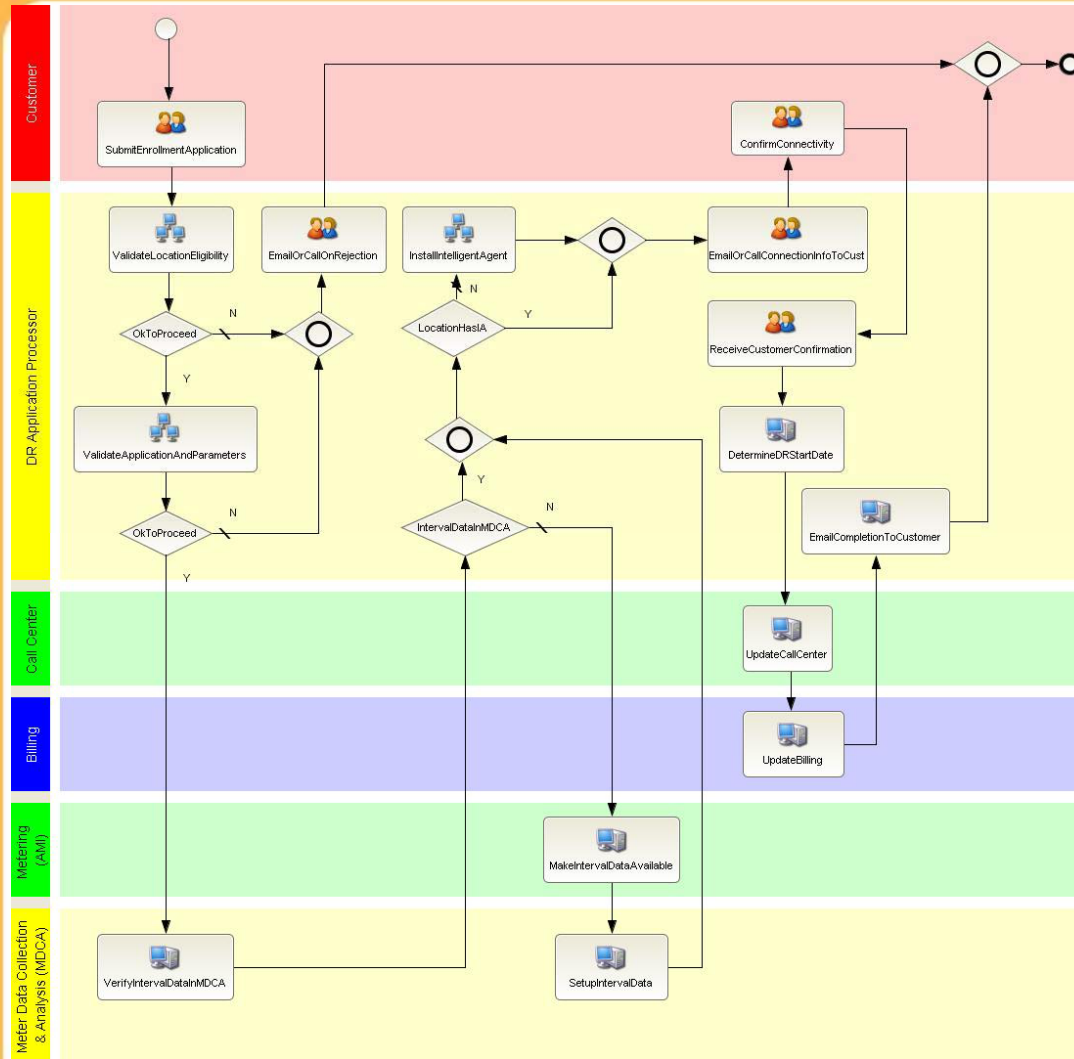 Customer
SubmitEnrollmentApplication
ConfirmConnectivity
DR Application Processor
ValidateLocationEligibility
EmailOrCallOnRejection
InstallIntelligentAgent
EmailOrCallConnectionInfoToCust
OkToProceed
N
Y
LocationHasIA
N
Y
ReceiveCustomerConfirmation
ValidateApplicationAndParameters
DetermineDRStartDate
OkToProceed
N
Y
IntervalDataInMDCA
Y
N
EmailCompletionToCustomer
Call Center
UpdateCallCenter
Billing
UpdateBilling
Metering
(AMI)
MakeIntervalDataAvailable
Meter Data Collection
& Analysis (MDCA)
VerifyIntervalDataInMDCA
SetupIntervalData